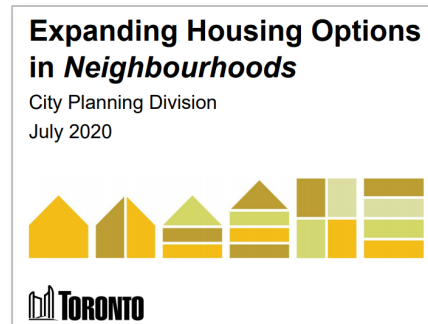 Expanding Housing Options
in Neighbourhoods
City Planning Division
July 2020
TORONTO